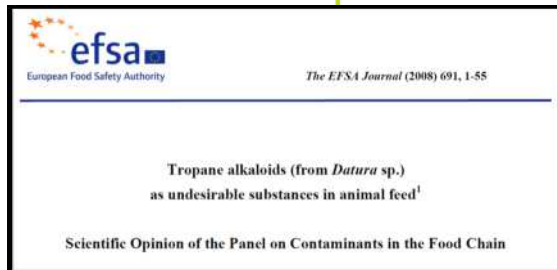 efsa
European Food Safety Authority
The EFSA Journal (2008) 691, 1-55
Tropane alkaloids (from Datura sp.)
as undesirable substances in animal feed1
Scientific Opinion of the Panel on Contaminants in the Food Chain